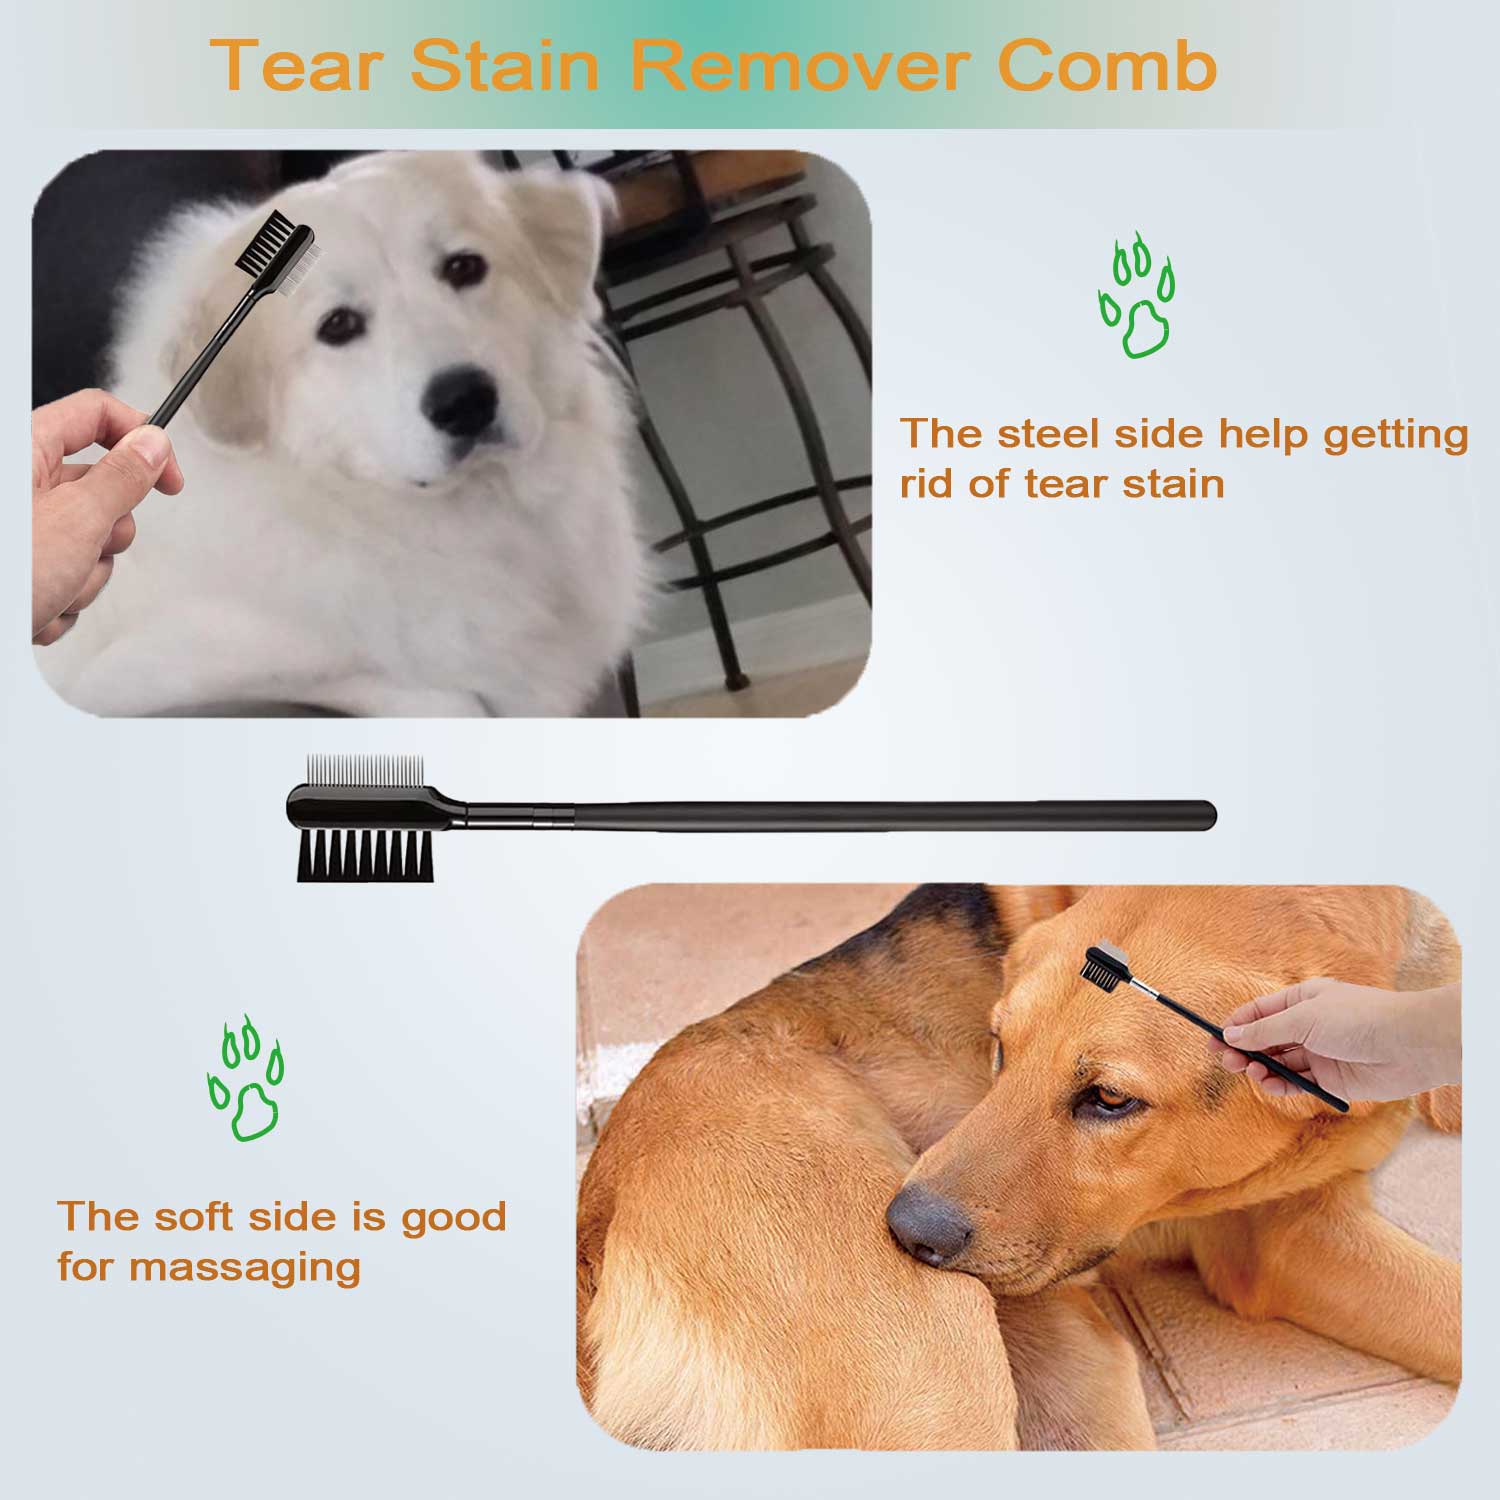 Tear Stain Remover Comb
The steel side help getting
rid of tear stain
The soft side is good
for massaging